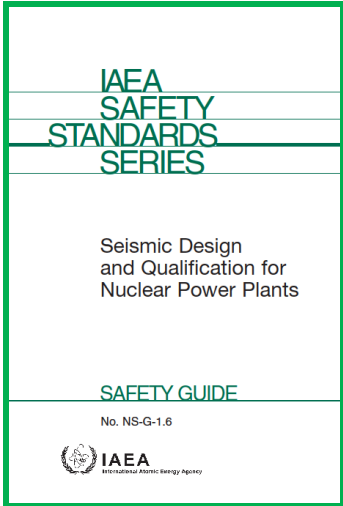 IAEA
SAFETY
STANDARDS
SERIES
Seismic Design
and Qualification for
Nuclear Power Plants
SAFETY GUIDE
No. NS-G-1.6
IAEA
International Atomic Energy Agency